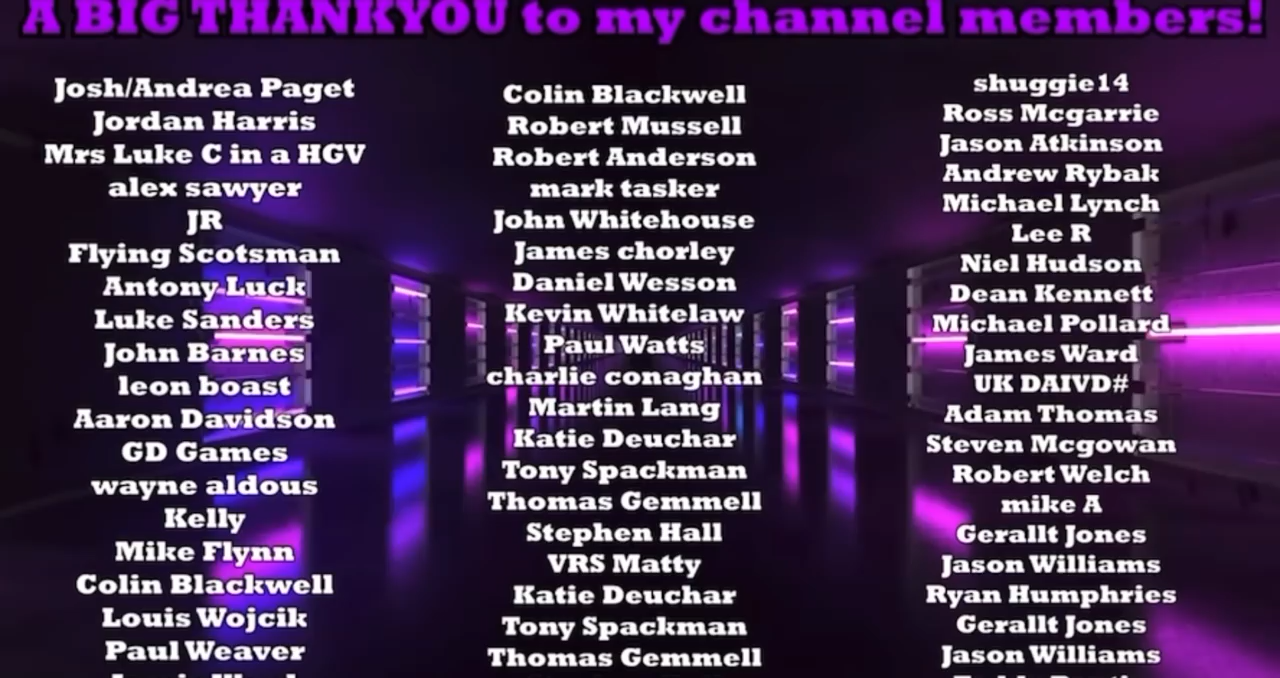 A BIG THANKYOU to my channel members!
Josh/Andrea Paget
Jordan Harris
Mrs Luke C in a HGV
alex sawyer
JR
Flying Scotsman
Antony Luck
Luke Sanders
John Barnes
leon boast
Aaron Davidson
GD Games
wayne aldous
Kelly
Mike Flynn
Colin Blackwell
Louis Wojcik
Paul Weaver
Colin Blackwell
Robert Mussell
Robert Anderson
mark tasker
John Whitehouse
James chorley
Daniel Wesson
Kevin Whitelaw
Paul Watts
charlie conaghan
Martin Lang
Katie Deuchar
Tony Spackman
Thomas Gemmell
Stephen Hall
VRS Matty
Katie Deuchar
Tony Spackman
Thomas Gemmell
shuggie14
Ross Mcgarrie
Jason Atkinson
Andrew Rybak
Michael Lynch
Lee R
Niel Hudson
Dean Kennett
Michael Pollard
James Ward
UK DAIVD#
Adam Thomas
Steven Mcgowan
Robert Welch
mike A
Gerallt Jones
Jason Williams
Ryan Humphries
Gerallt Jones
Jason Williams